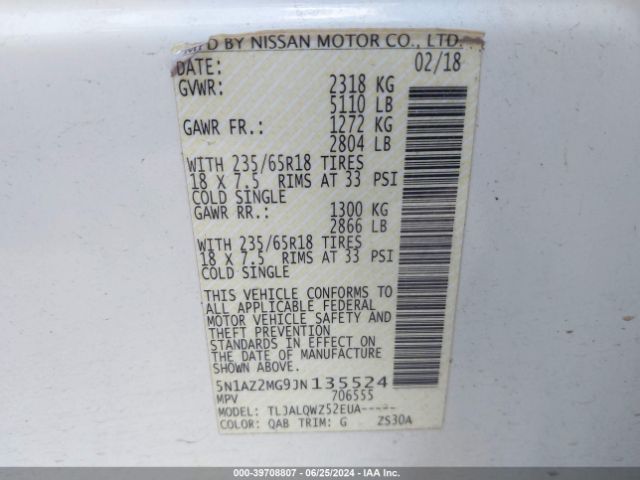 MFD BY NISSAN MOTOR CO., LTD.
DATE: 02/18
GVWR: 2318 KG
5110 LB
GAWR FR.: 1272 KG
2804 LB
WITH 235/65R18 TIRES
18 X 7.5 RIMS AT 33 PSI
COLD SINGLE
GAWR RR.: 1300 KG
2866 LB
WITH 235/65R18 TIRES
18 X 7.5 RIMS AT 33 PSI
COLD SINGLE
THIS VEHICLE CONFORMS TO
ALL APPLICABLE FEDERAL
MOTOR VEHICLE SAFETY AND
THEFT PREVENTION
STANDARDS IN EFFECT ON
THE DATE OF MANUFACTURE
SHOWN ABOVE.
5N1AZ2MG9JN135524
MPV 706555
MODEL: TLJALQWZ52EUA-----
COLOR: QAB TRIM: G ZS30A
000-39708807 / 06/25/2024 / IAA Inc.